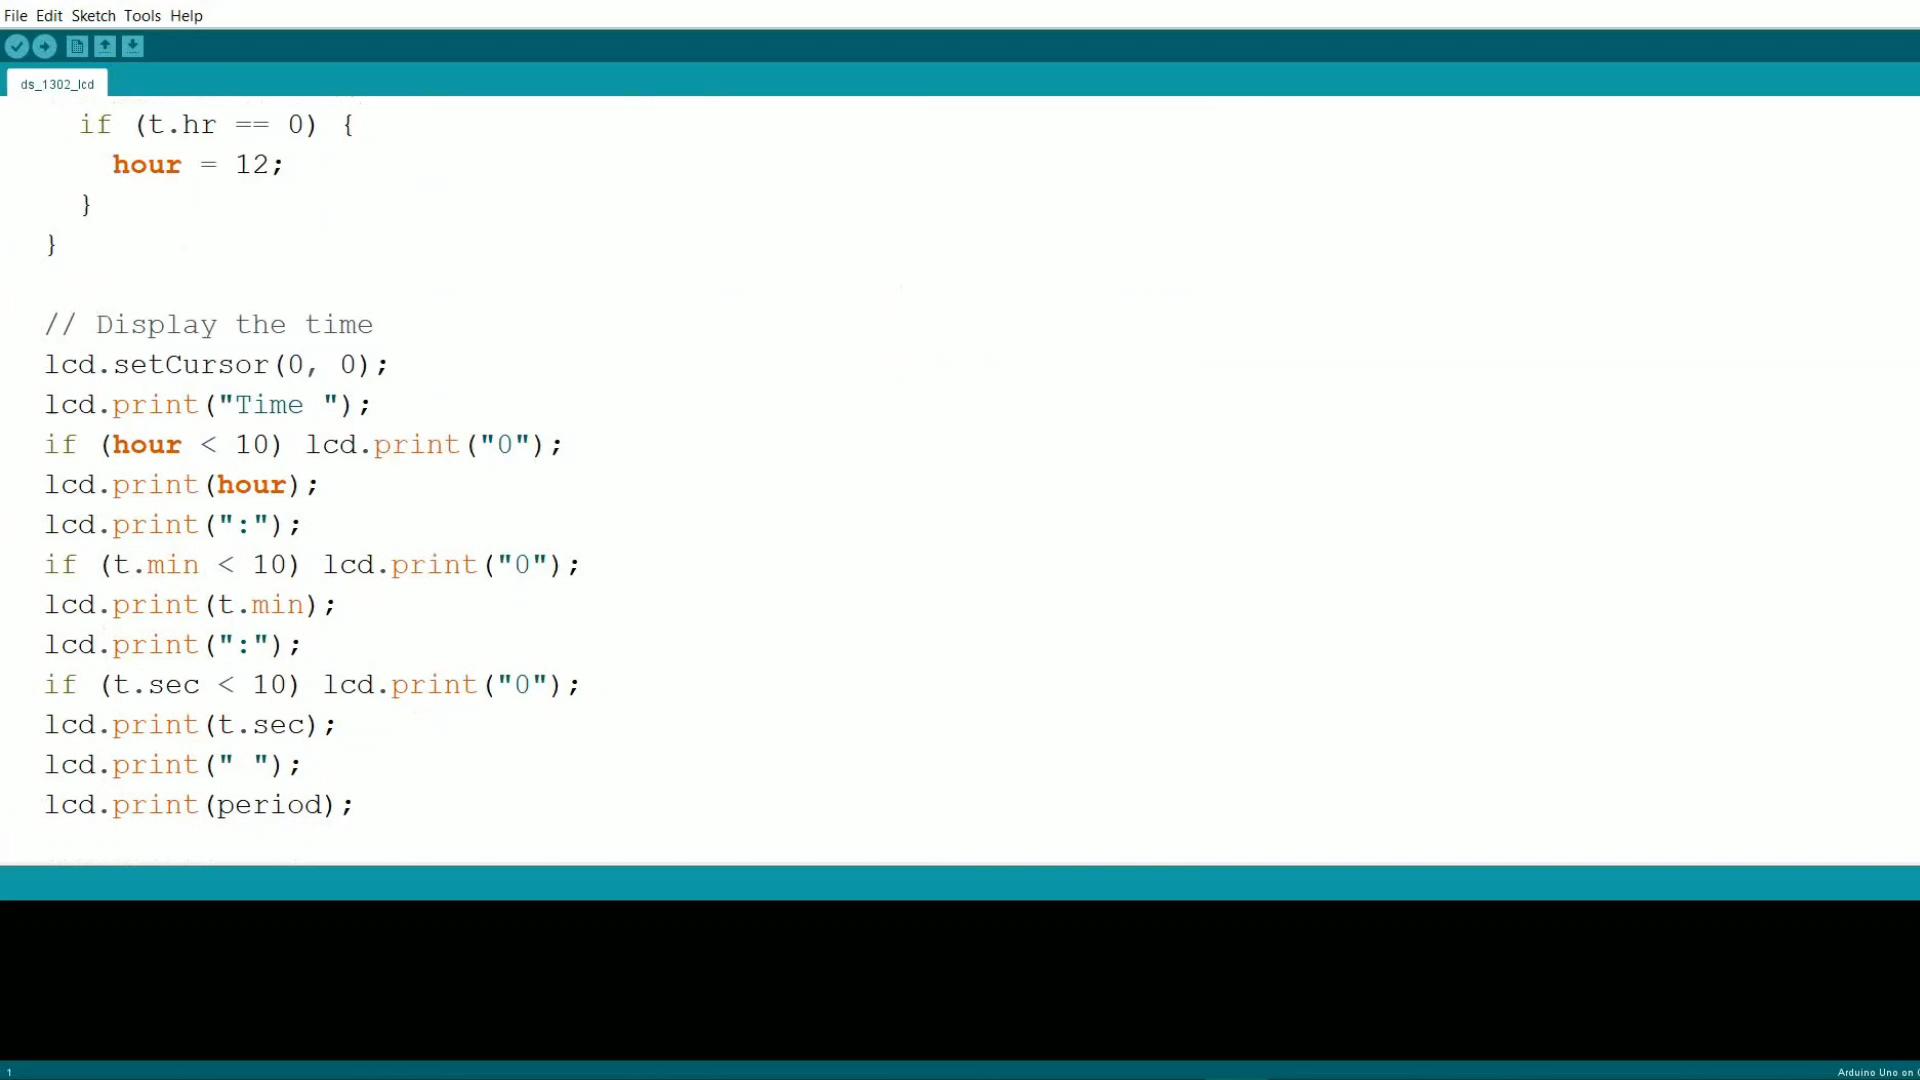 File Edit Sketch Tools Help
ds_1302_lcd
if (t.hr == 0) {
hour = 12;
}
}
// Display the time
lcd.setCursor(0, 0);
lcd.print("Time ");
if (hour < 10) lcd.print("0");
lcd.print(hour);
lcd.print(":");
if (t.min < 10) lcd.print("0");
lcd.print(t.min);
lcd.print(":");
if (t.sec < 10) lcd.print("0");
lcd.print(t.sec);
lcd.print(" ");
lcd.print(period);
1
Arduino Uno on